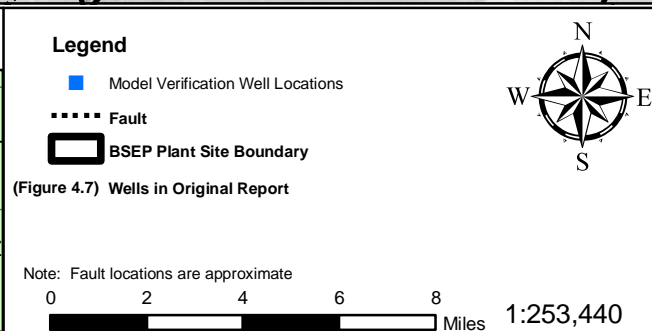 Legend
N
Model Verification Well Locations
W E
Fault
BSEP Plant Site Boundary
S
(Figure 4.7) Wells in Original Report
Note: Fault locations are approximate
0 2 4 6 8
Miles 1:253,440